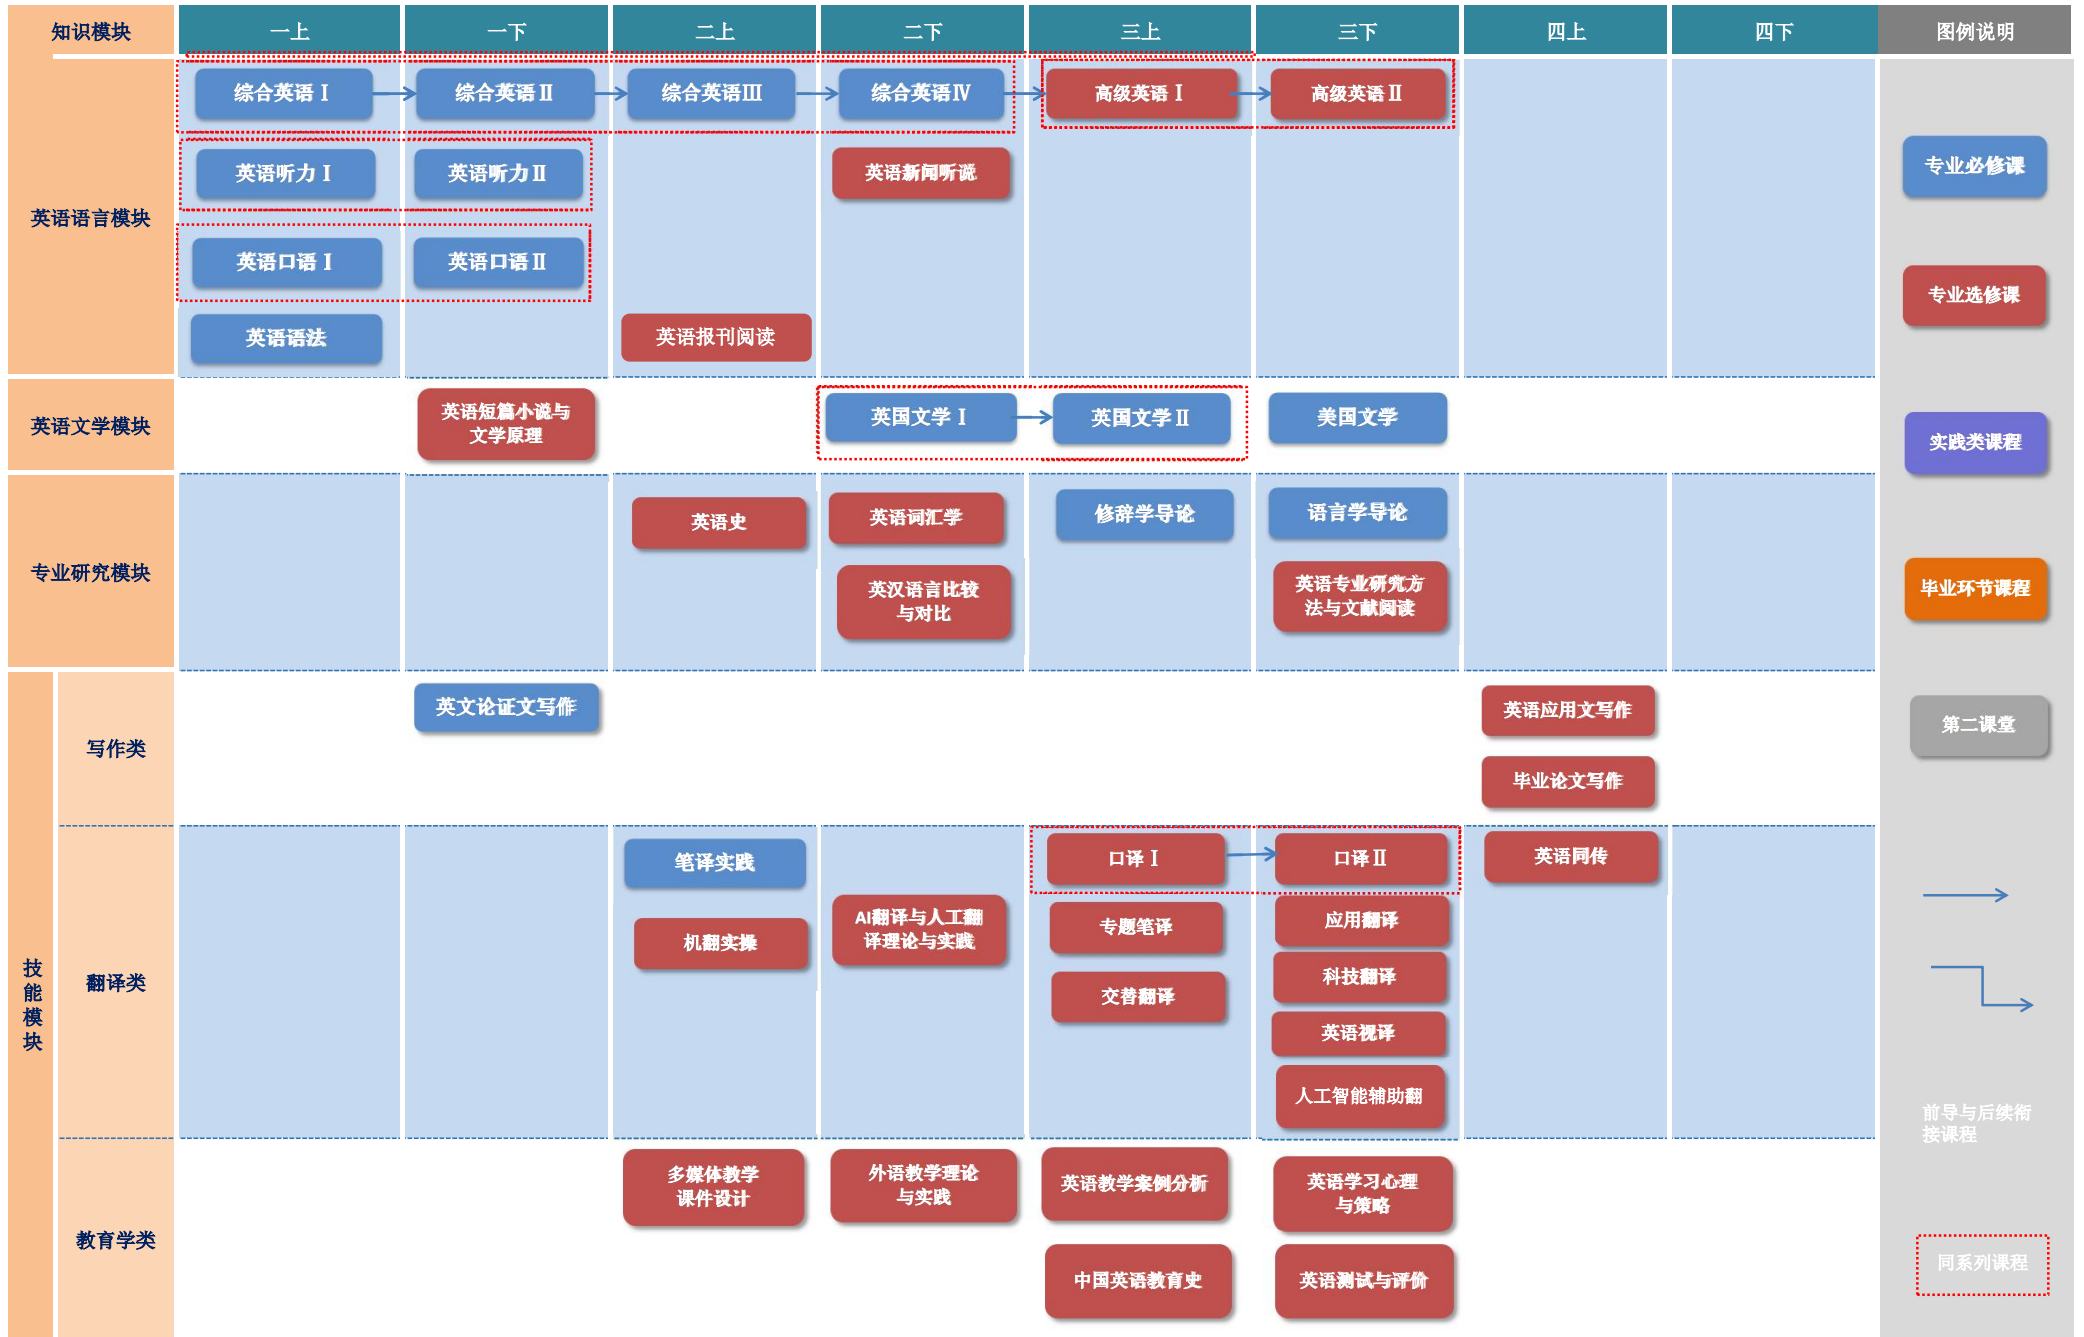 知识模块
一上
一下
二上
二下
三上
三下
四上
四下
图例说明
英语语言模块
综合英语Ⅰ
综合英语Ⅱ
综合英语Ⅲ
综合英语Ⅳ
高级英语Ⅰ
高级英语Ⅱ
英语听力Ⅰ
英语听力Ⅱ
英语新闻听说
英语口语Ⅰ
英语口语Ⅱ
英语语法
英语报刊阅读
英语文学模块
英语短篇小说与
文学原理
英国文学Ⅰ
英国文学Ⅱ
美国文学
专业研究模块
英语史
英语词汇学
修辞学导论
语言学导论
英汉语言比较
与对比
英语专业研究方
法与文献阅读
技
能
模
块
写作类
英文论证文写作
英语应用文写作
毕业论文写作
翻译类
笔译实践
口译Ⅰ
口译Ⅱ
英语同传
机翻实操
AI翻译与人工翻
译理论与实践
专题笔译
应用翻译
交替翻译
科技翻译
英语视译
人工智能辅助翻
教育学类
多媒体教学
课件设计
外语教学理论
与实践
英语教学案例分析
英语学习心理
与策略
中国英语教育史
英语测试与评价
专业必修课
专业选修课
实践类课程
毕业环节课程
第二课堂
前导与后续衔
接课程
同系列课程